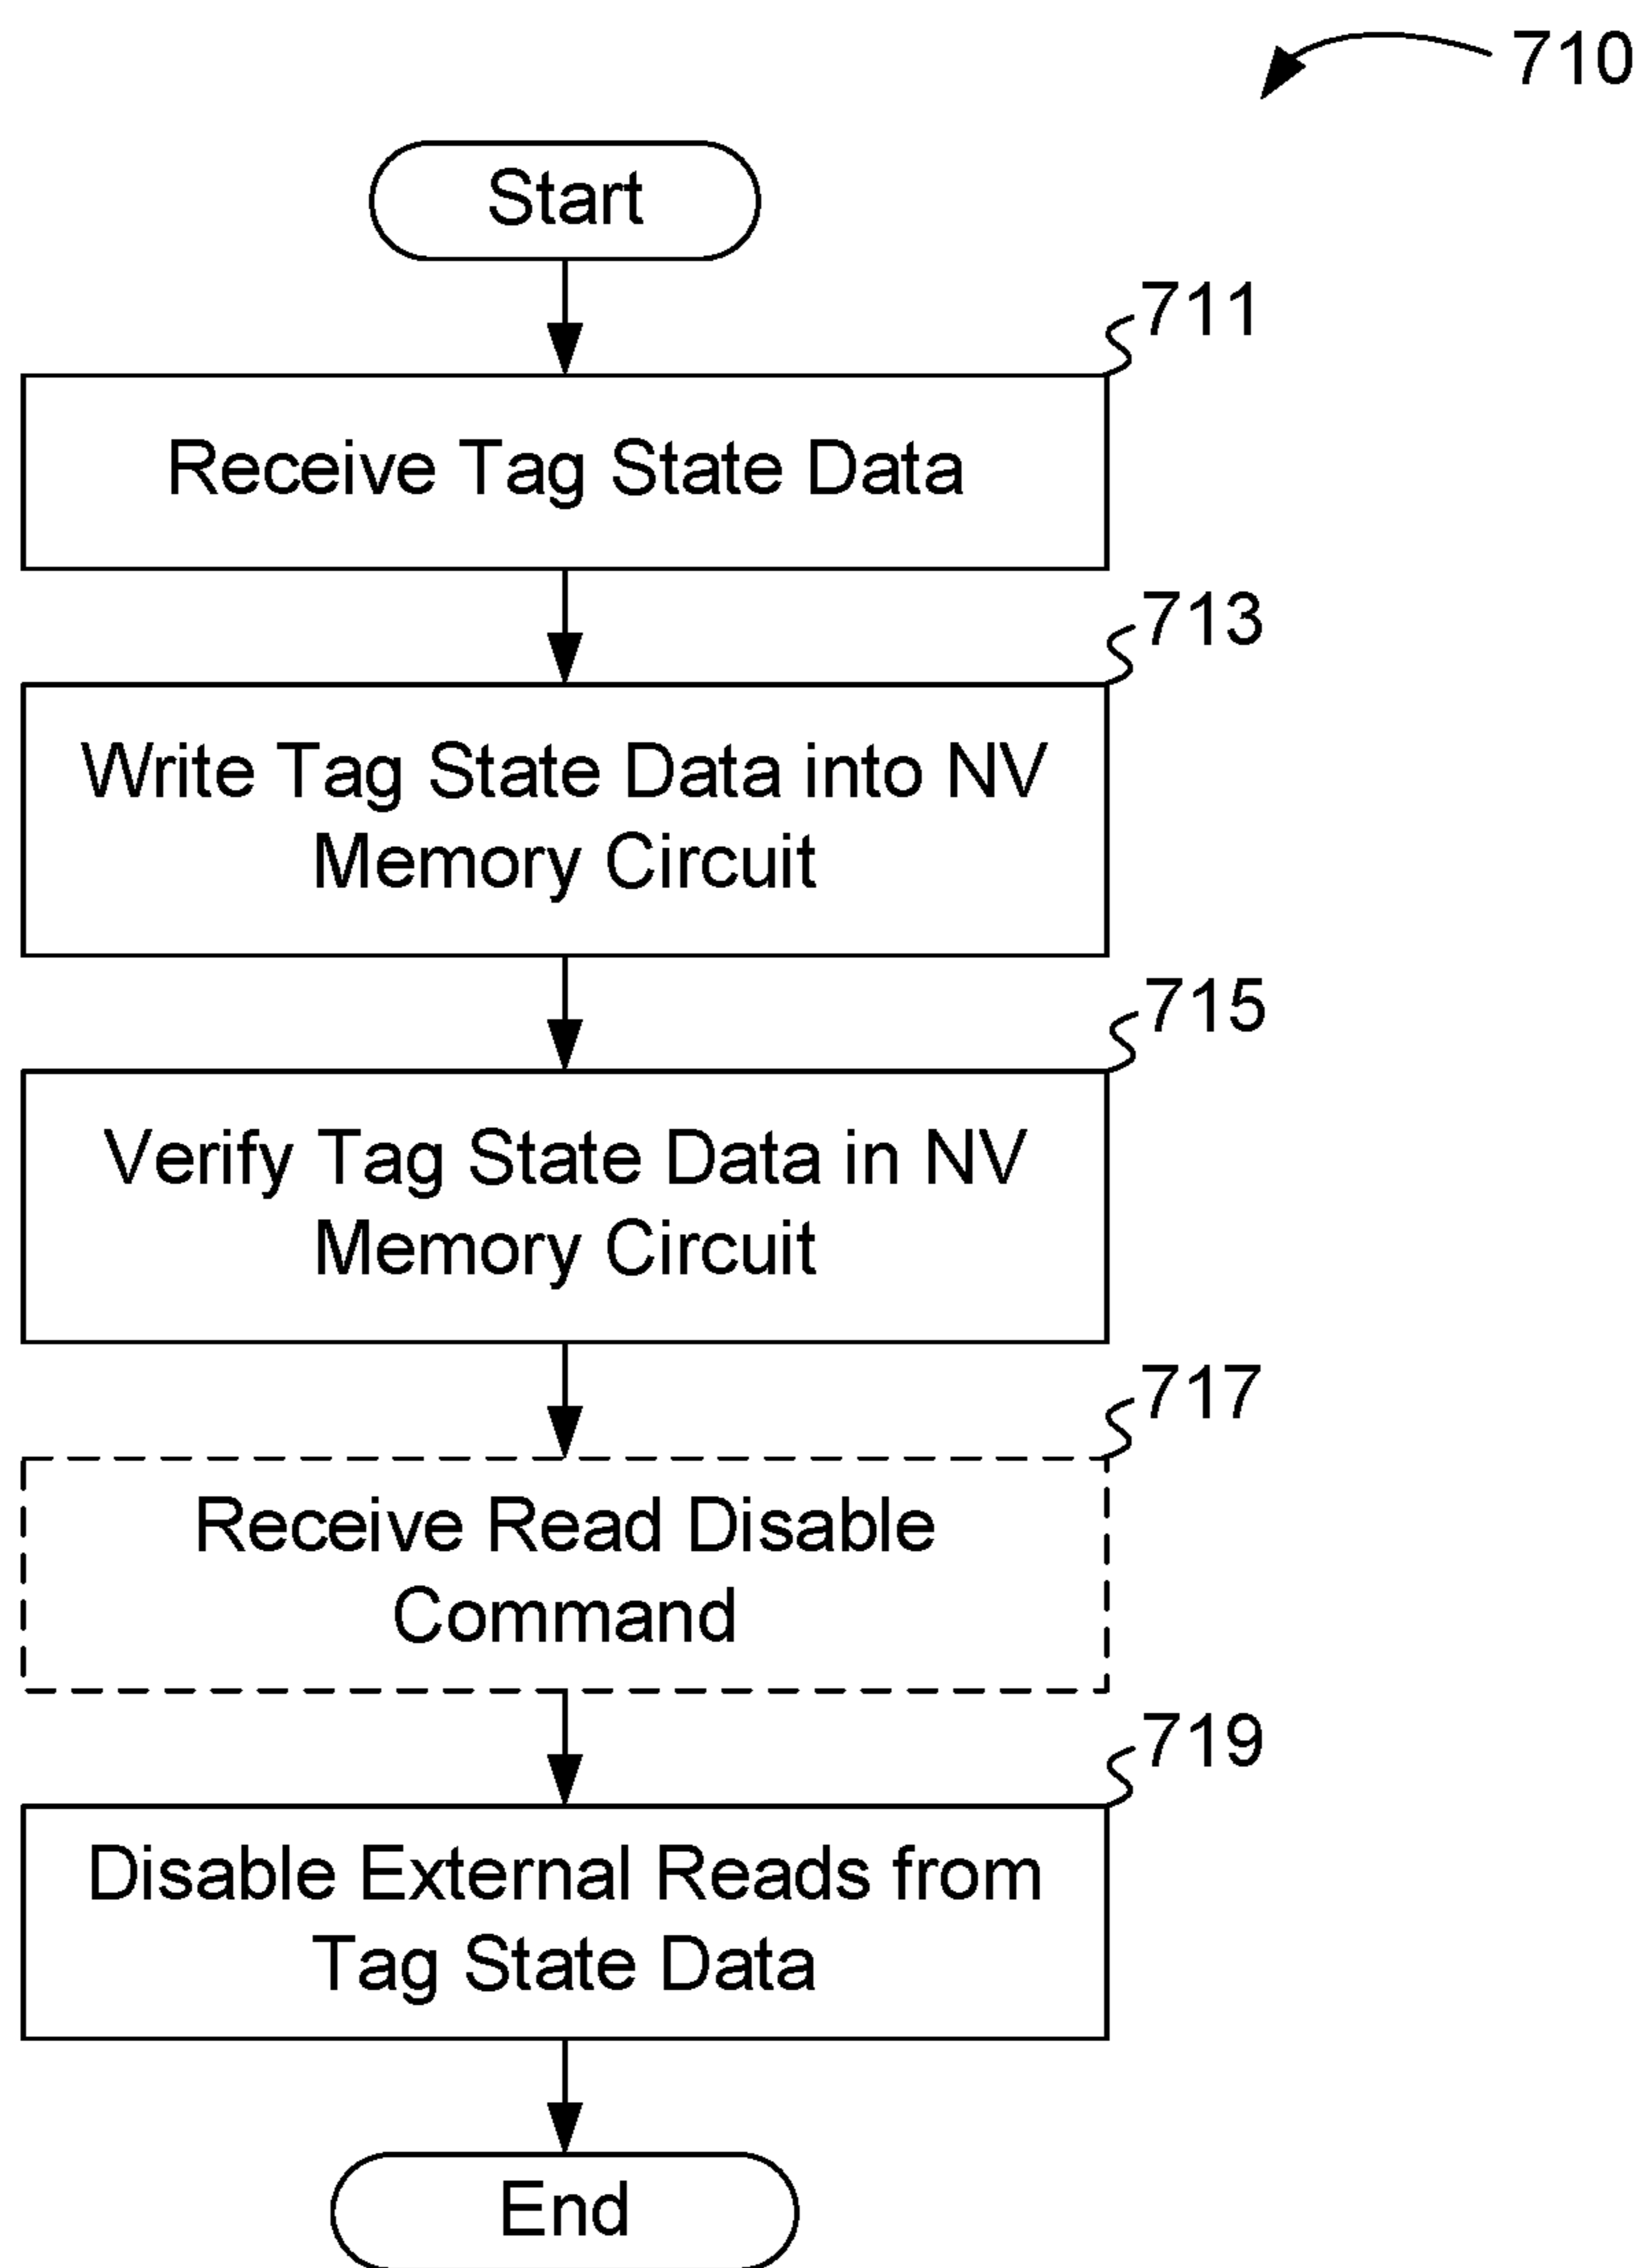 710
Start
711
Receive Tag State Data
713
Write Tag State Data into NV
Memory Circuit
715
Verify Tag State Data in NV
Memory Circuit
717
Receive Read Disable
Command
719
Disable External Reads from
Tag State Data
End